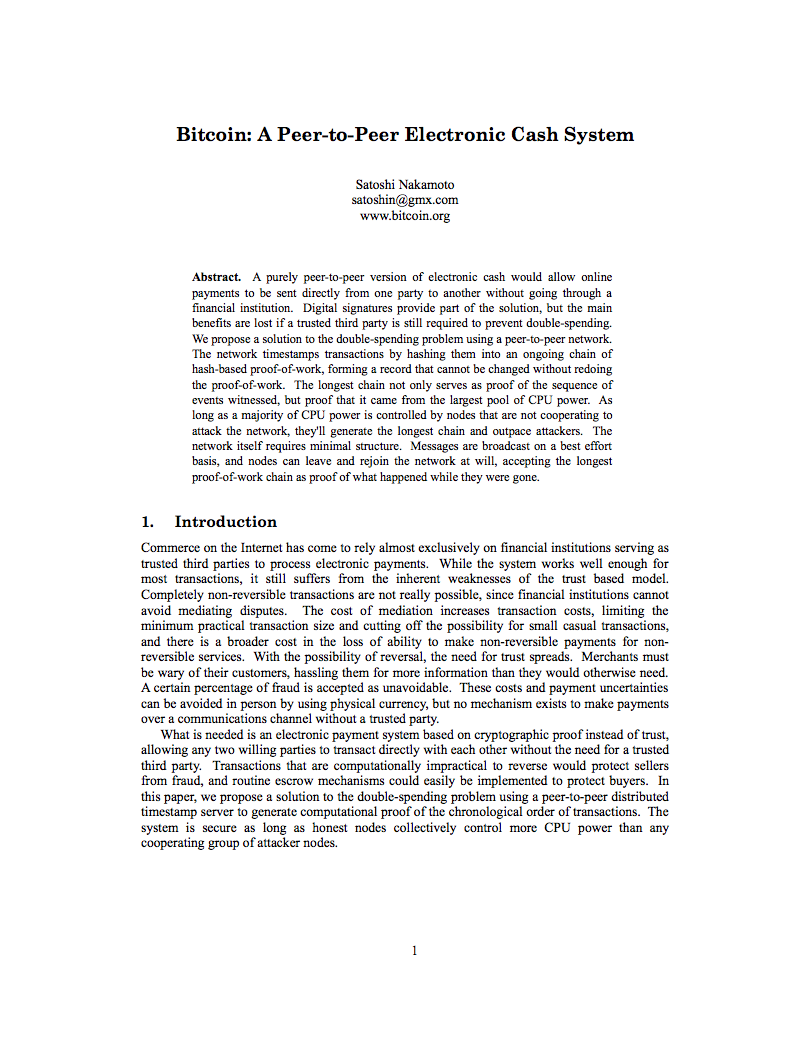 Bitcoin: A Peer-to-Peer Electronic Cash System
Satoshi Nakamoto
satoshin@gmx.com
www.bitcoin.org
Abstract. A purely peer-to-peer version of electronic cash would allow online
payments to be sent directly from one party to another without going through a
financial institution. Digital signatures provide part of the solution, but the main
benefits are lost if a trusted third party is still required to prevent double-spending.
We propose a solution to the double-spending problem using a peer-to-peer network.
The network timestamps transactions by hashing them into an ongoing chain of
hash-based proof-of-work, forming a record that cannot be changed without redoing
the proof-of-work. The longest chain not only serves as proof of the sequence of
events witnessed, but proof that it came from the largest pool of CPU power. As
long as a majority of CPU power is controlled by nodes that are not cooperating to
attack the network, they'll generate the longest chain and outpace attackers. The
network itself requires minimal structure. Messages are broadcast on a best effort
basis, and nodes can leave and rejoin the network at will, accepting the longest
proof-of-work chain as proof of what happened while they were gone.
1. Introduction
Commerce on the Internet has come to rely almost exclusively on financial institutions serving as
trusted third parties to process electronic payments. While the system works well enough for
most transactions, it still suffers from the inherent weaknesses of the trust based model.
Completely non-reversible transactions are not really possible, since financial institutions cannot
avoid mediating disputes. The cost of mediation increases transaction costs, limiting the
minimum practical transaction size and cutting off the possibility for small casual transactions,
and there is a broader cost in the loss of ability to make non-reversible payments for non-
reversible services. With the possibility of reversal, the need for trust spreads. Merchants must
be wary of their customers, hassling them for more information than they would otherwise need.
A certain percentage of fraud is accepted as unavoidable. These costs and payment uncertainties
can be avoided in person by using physical currency, but no mechanism exists to make payments
over a communications channel without a trusted party.
What is needed is an electronic payment system based on cryptographic proof instead of trust,
allowing any two willing parties to transact directly with each other without the need for a trusted
third party. Transactions that are computationally impractical to reverse would protect sellers
from fraud, and routine escrow mechanisms could easily be implemented to protect buyers. In
this paper, we propose a solution to the double-spending problem using a peer-to-peer distributed
timestamp server to generate computational proof of the chronological order of transactions. The
system is secure as long as honest nodes collectively control more CPU power than any
cooperating group of attacker nodes.
1